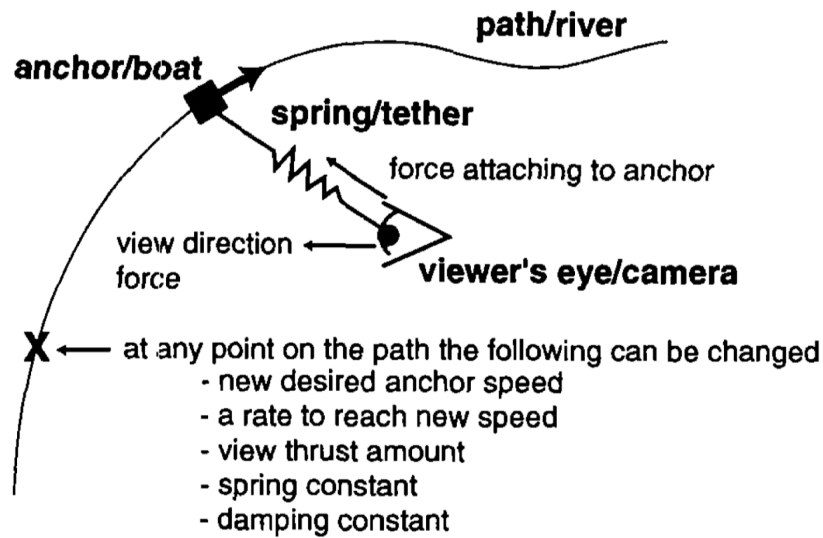 path/river
anchor/boat
spring/tether
force attaching to anchor
view direction
force
viewer's eye/camera
X
at any point on the path the following can be changed
- new desired anchor speed
- a rate to reach new speed
- view thrust amount
- spring constant
- damping constant